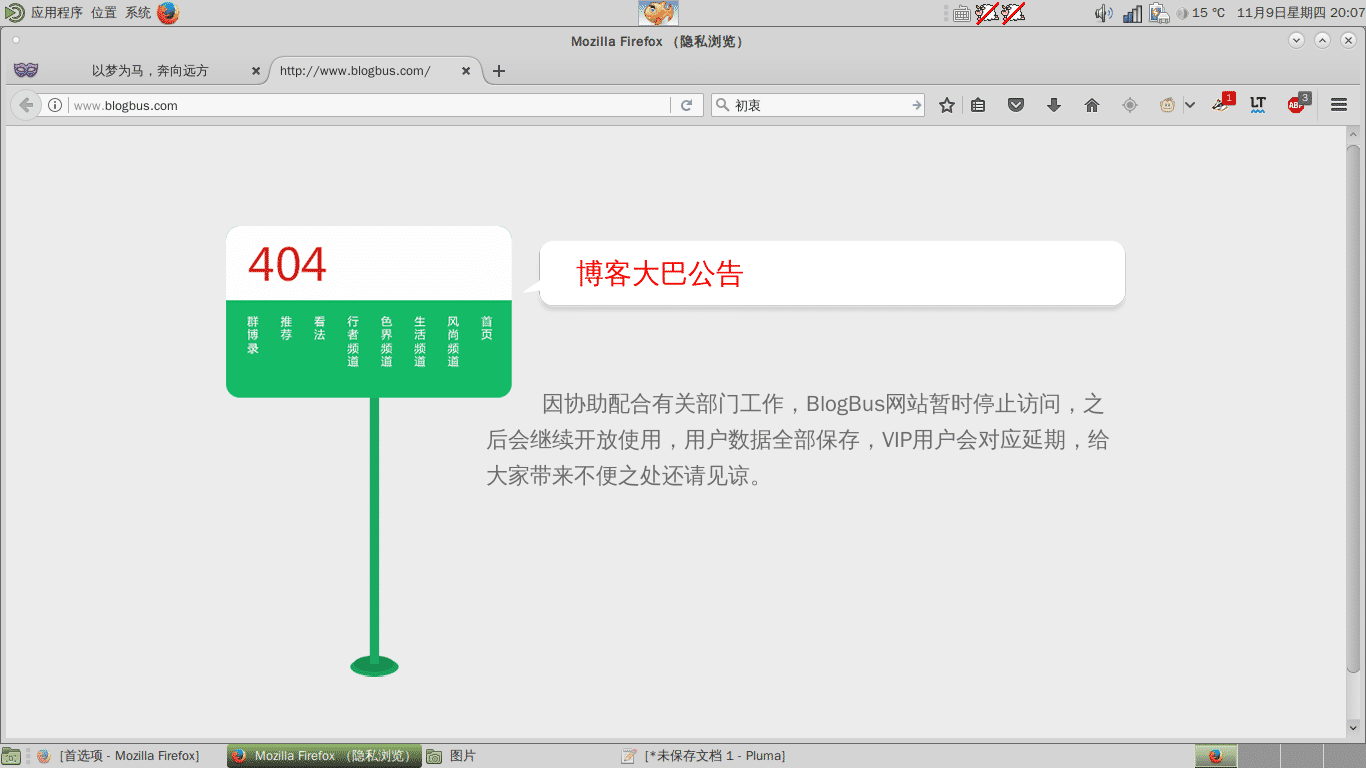 应用程序 位置 系统 15 °C 11月9日星期四 20:07
Mozilla Firefox （隐私浏览）
以梦为马，奔向远方 http://www.blogbus.com/
www.blogbus.com 初衷 1 LT ABP 3
404
群博录
推荐
看法
行者频道
色界频道
生活频道
风尚频道
首页
博客大巴公告
因协助配合有关部门工作，BlogBus网站暂时停止访问，之
后会继续开放使用，用户数据全部保存，VIP用户会对应延期，给
大家带来不便之处还请见谅。
[首选项 - Mozilla Firefox] Mozilla Firefox （隐私浏览） 图片 [*未保存文档 1 - Pluma]